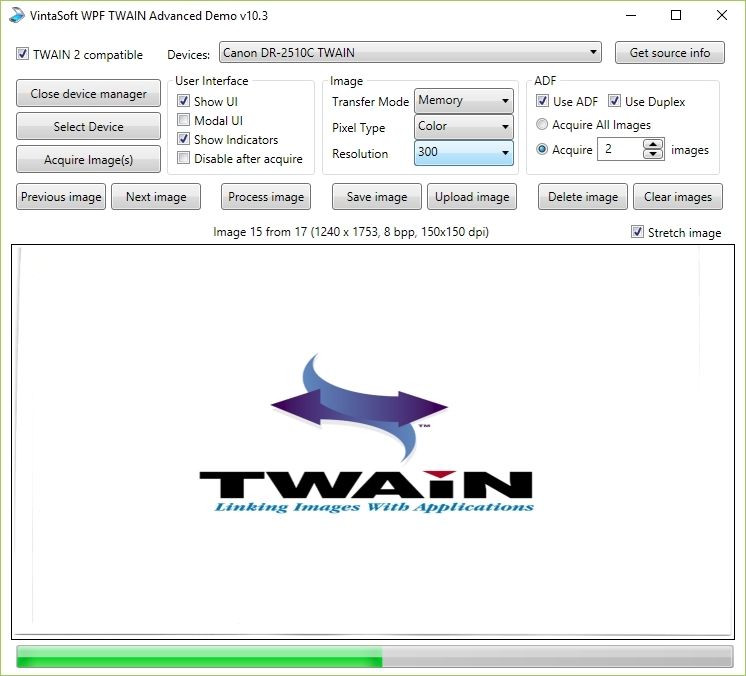 VintaSoft WPF TWAIN Advanced Demo v10.3
TWAIN 2 compatible
Devices:
Canon DR-2510C TWAIN
Get source info
Close device manager
Select Device
Acquire Image(s)
User Interface
Show UI
Modal UI
Show Indicators
Disable after acquire
Image
Transfer Mode
Memory
Pixel Type
Color
Resolution
300
ADF
Use ADF
Use Duplex
Acquire All Images
Acquire
2
images
Previous image
Next image
Process image
Save image
Upload image
Delete image
Clear images
Image 15 from 17 (1240 x 1753, 8 bpp, 150x150 dpi)
Stretch image
TM
TWAiN
Linking Images With Applications